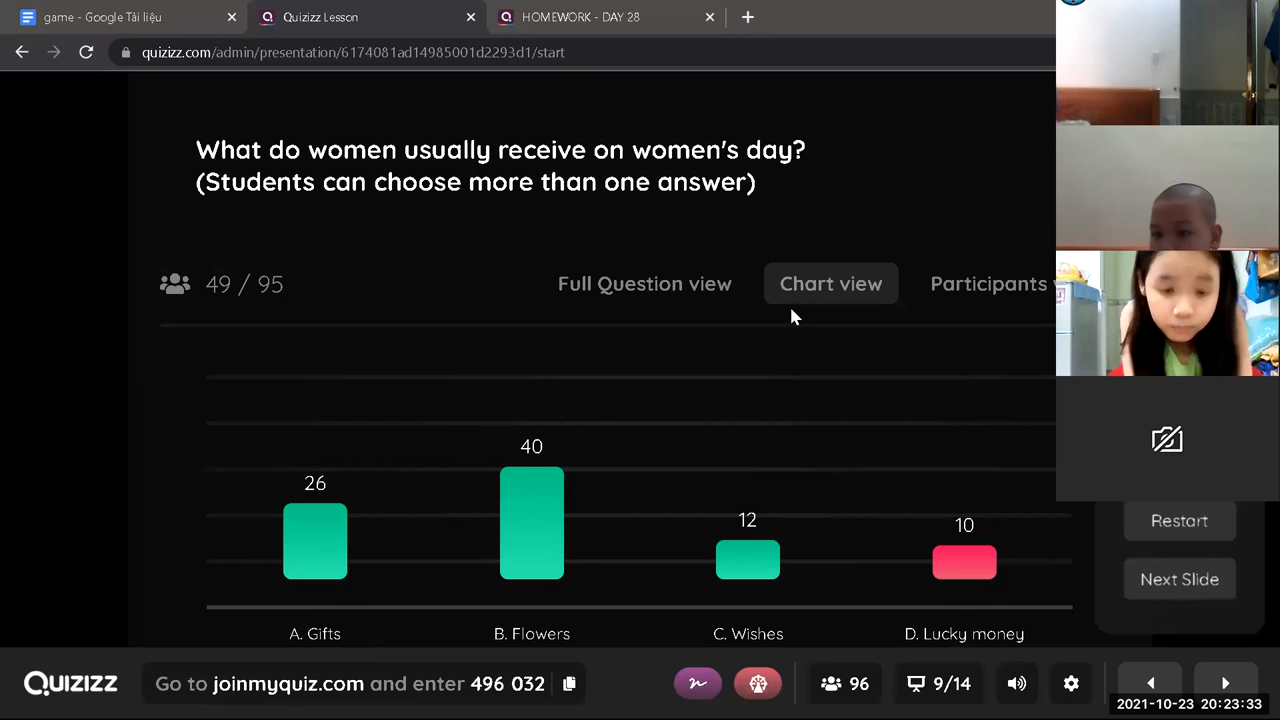 game - Google Tài liệu
Quizizz Lesson
HOMEWORK - DAY 28
quizizz.com/admin/presentation/6174081ad14985001d2293d1/start
What do women usually receive on women's day?
(Students can choose more than one answer)
49 / 95
Full Question view
Chart view
Participants
26
40
12
10
A. Gifts
B. Flowers
C. Wishes
D. Lucky money
Restart
Next Slide
Quizizz
Go to joinmyquiz.com and enter 496 032
96
9/14
2021-10-23 20:23:33